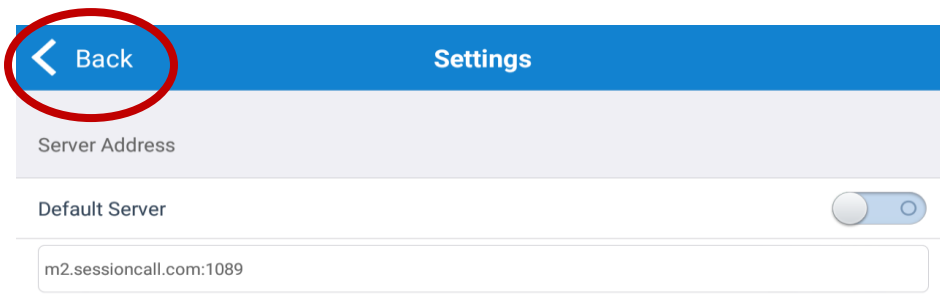 Back
Settings
Server Address
Default Server
m2.sessioncall.com:1089